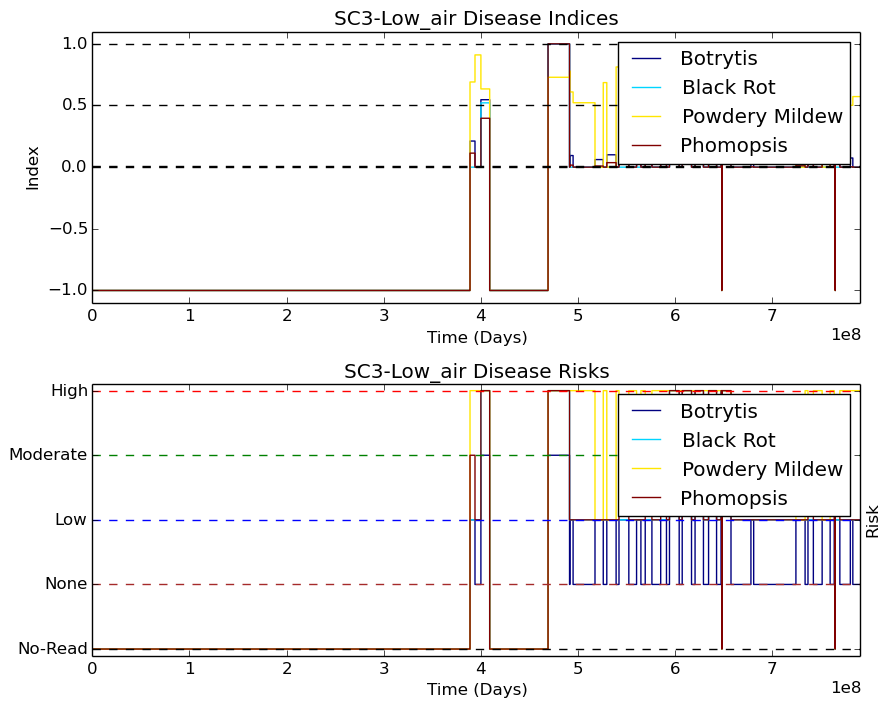 SC3-Low_air Disease Indices
1.0
0.5
0.0
−0.5
−1.0
Index
Botrytis
Black Rot
Powdery Mildew
Phomopsis
0 1 2 3 4 5 6 7
Time (Days)
1e8
SC3-Low_air Disease Risks
High
Moderate
Low
None
No-Read
Botrytis
Black Rot
Powdery Mildew
Phomopsis
Risk
0 1 2 3 4 5 6 7
Time (Days)
1e8